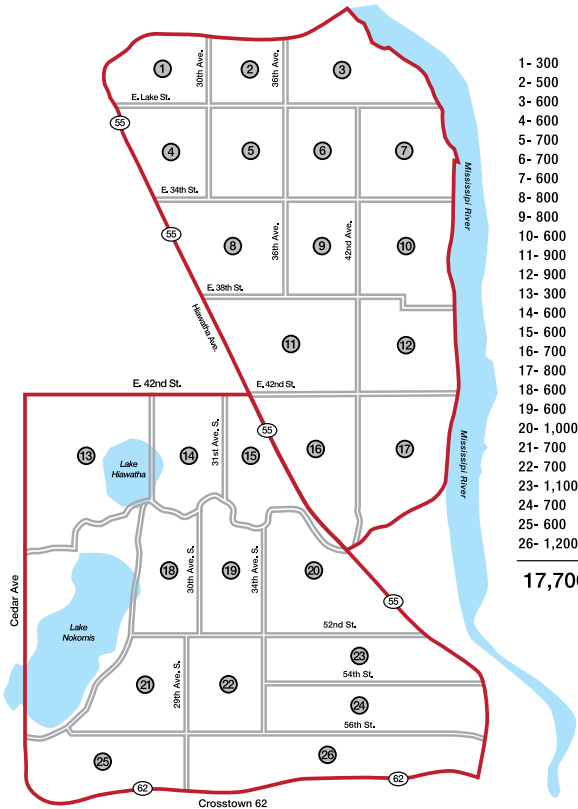 30th Ave.
36th Ave.
1
2
3
E. Lake St.
55
4
5
6
7
Mississipi River
E. 34th St.
55
8
36th Ave.
9
42nd Ave.
10
E. 38th St.
Hiawatha Ave.
11
12
E. 42nd St.
E. 42nd St.
55
13
Lake
Hiawatha
14
31st Ave. S.
15
16
17
Mississipi River
Cedar Ave
18
30th Ave. S.
19
34th Ave. S.
20
55
Lake
Nokomis
52nd St.
21
29th Ave. S.
22
23
54th St.
24
56th St.
25
26
62
62
Crosstown 62
1- 300
2- 500
3- 600
4- 600
5- 700
6- 700
7- 600
8- 800
9- 800
10- 600
11- 900
12- 900
13- 300
14- 600
15- 600
16- 700
17- 800
18- 600
19- 600
20- 1,000
21- 700
22- 700
23- 1,100
24- 700
25- 600
26- 1,200
17,700